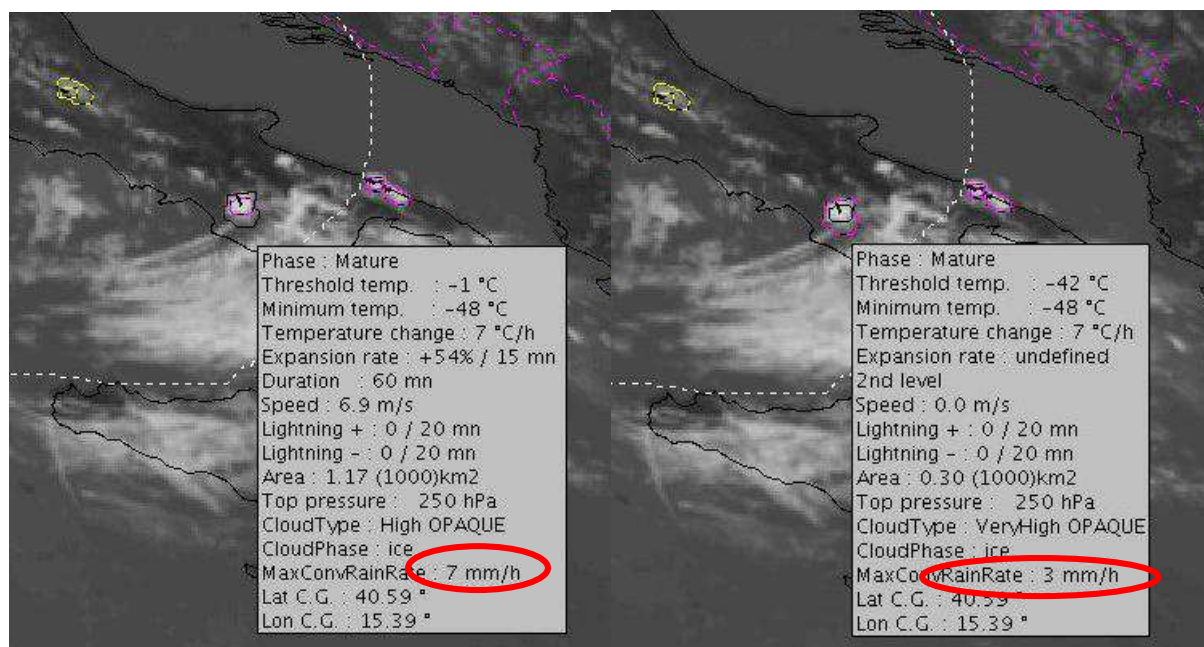 Phase : Mature
Threshold temp.   : -1 °C
Minimum temp.    : -48 °C
Temperature change : 7 °C/h
Expansion rate : +54% / 15 mn
Duration   : 60 mn
Speed : 6.9 m/s
Lightning + : 0 / 20 mn
Lightning - : 0 / 20 mn
Area : 1.17 (1000)km2
Top pressure :   250 hPa
CloudType : High OPAQUE
CloudPhase : ice
MaxConvRainRate : 7 mm/h
Lat C.G. : 40.59 °
Lon C.G. : 15.39 °
Phase : Mature
Threshold temp.   : -42 °C
Minimum temp.    : -48 °C
Temperature change : 7 °C/h
Expansion rate : undefined
2nd level
Speed : 0.0 m/s
Lightning + : 0 / 20 mn
Lightning - : 0 / 20 mn
Area : 0.30 (1000)km2
Top pressure :   250 hPa
CloudType : VeryHigh OPAQUE
CloudPhase : ice
MaxConvRainRate : 3 mm/h
Lat C.G. : 40.59 °
Lon C.G. : 15.39 °